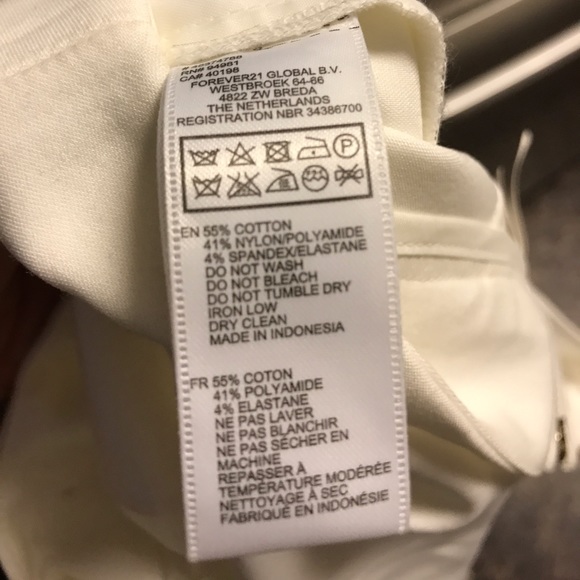 RN# 94981
CA# 40198
FOREVER21 GLOBAL B.V.
WESTBROEK 64-66
4822 ZW BREDA
THE NETHERLANDS
REGISTRATION NBR 34386700
P
EN 55% COTTON
41% NYLON/POLYAMIDE
4% SPANDEX/ELASTANE
DO NOT WASH
DO NOT BLEACH
DO NOT TUMBLE DRY
IRON LOW
DRY CLEAN
MADE IN INDONESIA
FR 55% COTON
41% POLYAMIDE
4% ELASTANE
NE PAS LAVER
NE PAS BLANCHIR
NE PAS SÉCHER EN
MACHINE
REPASSER À
TEMPÉRATURE MODÉRÉE
NETTOYAGE À SEC
FABRIQUÉ EN INDONÉSIE